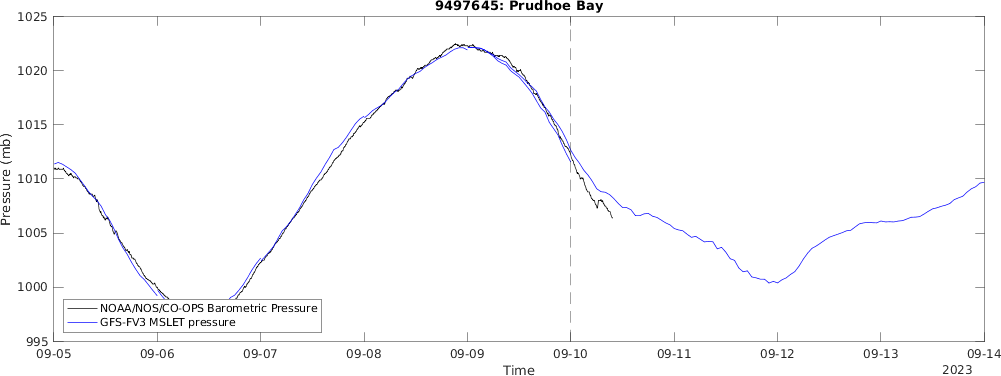 9497645: Prudhoe Bay
Pressure (mb)
1025
1020
1015
1010
1005
1000
995
NOAA/NOS/CO-OPS Barometric Pressure
GFS-FV3 MSLET pressure
09-05 09-06 09-07 09-08 09-09 09-10 09-11 09-12 09-13 09-14
Time
2023